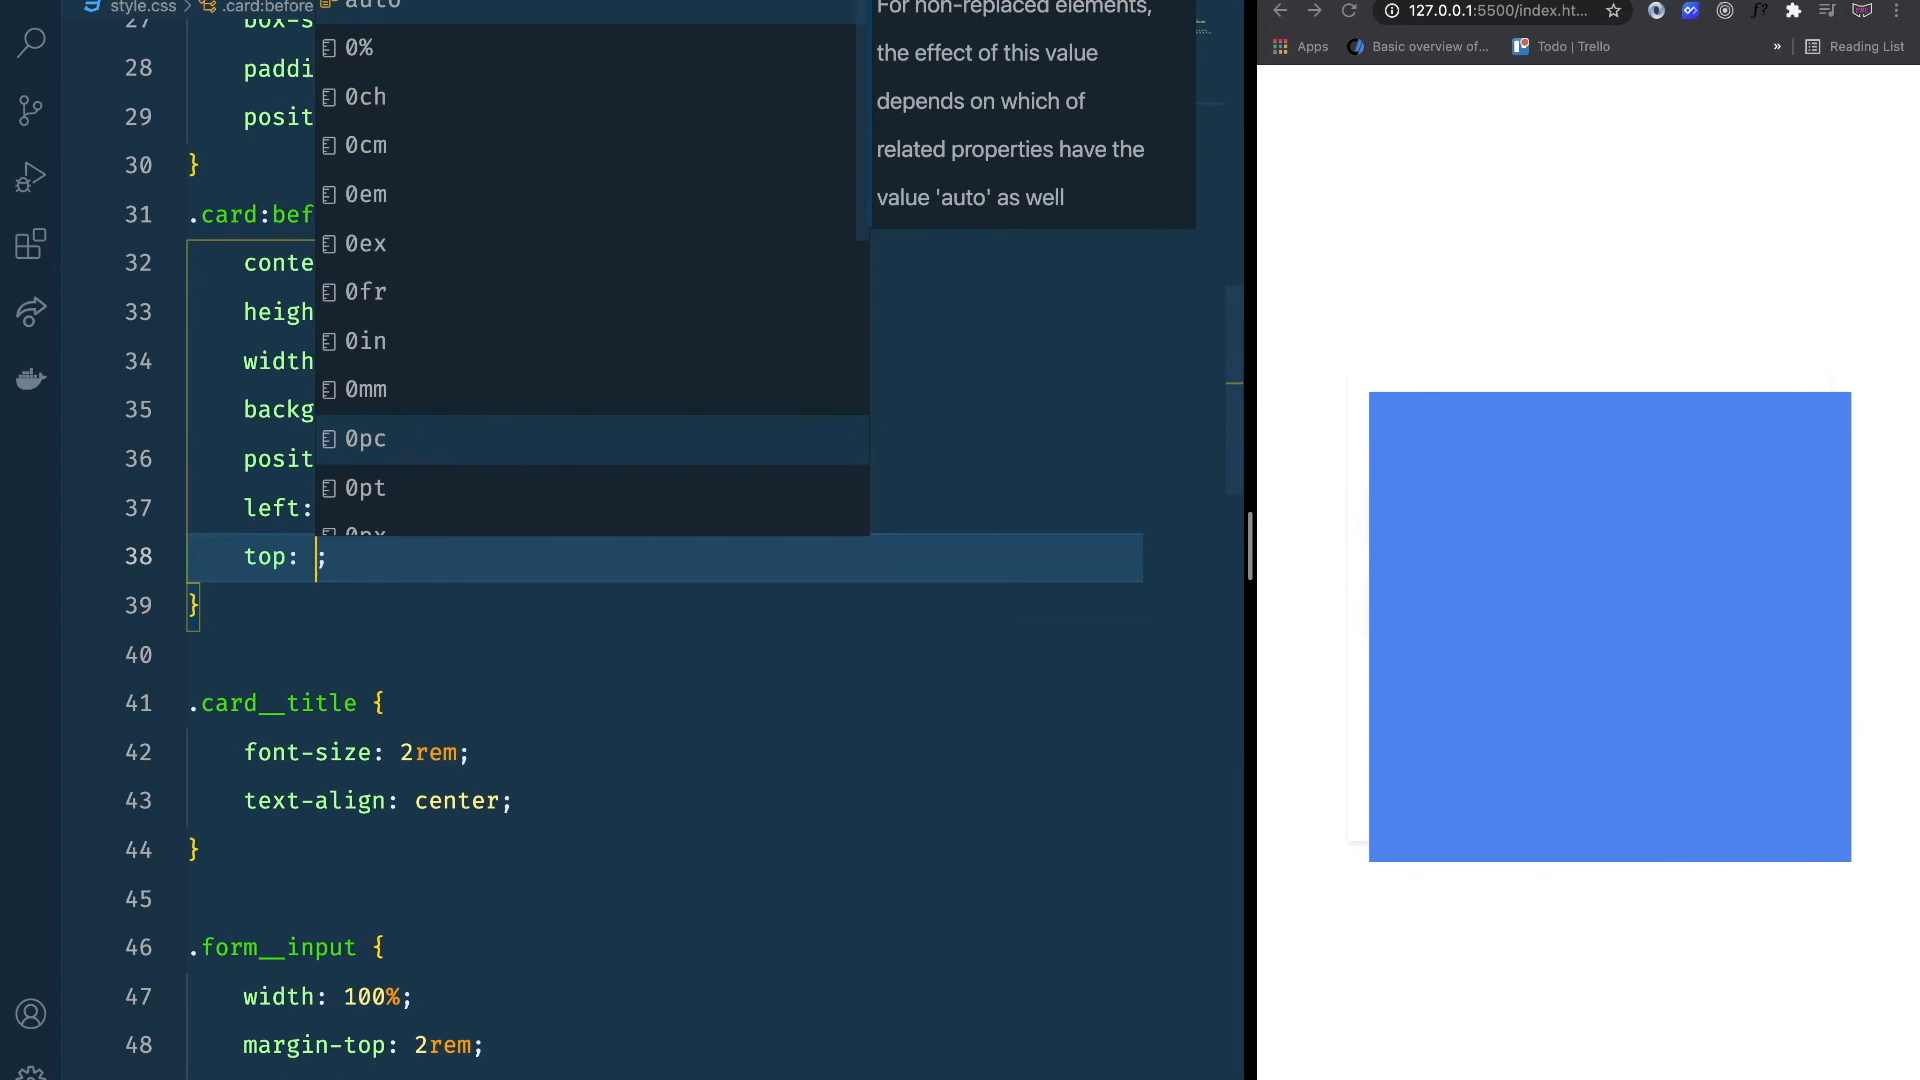 style.css > .card:before
auto
For non-replaced elements,
the effect of this value
depends on which of
related properties have the
value 'auto' as well
0%
0ch
0cm
0em
0ex
0fr
0in
0mm
0pc
0pt
0px
27 box-s
28 paddi
29 posit
30 }
31 .card:bef
32 conte
33 heigh
34 width
35 backg
36 posit
37 left:
38 top: ;
39 }
40
41 .card__title {
42 font-size: 2rem;
43 text-align: center;
44 }
45
46 .form__input {
47 width: 100%;
48 margin-top: 2rem;
127.0.0.1:5500/index.ht...
f?
Apps Basic overview of... Todo | Trello » Reading List